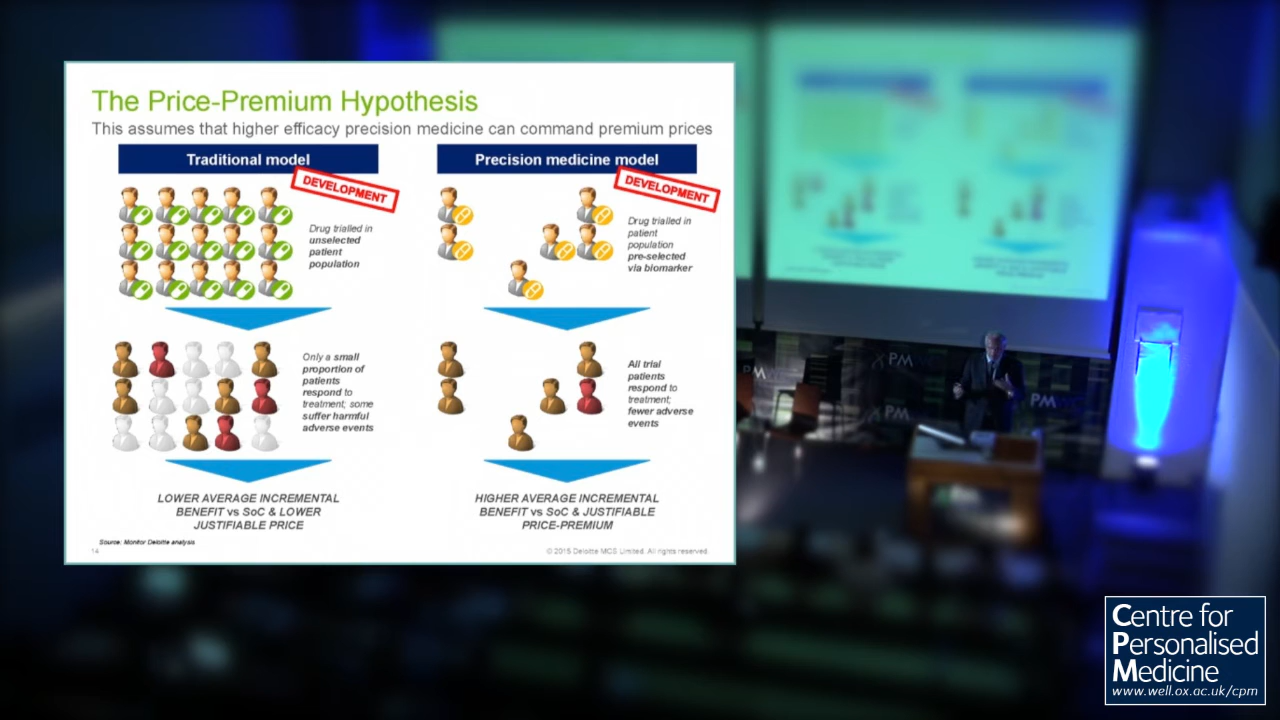 The Price-Premium Hypothesis
This assumes that higher efficacy precision medicine can command premium prices
Traditional model
DEVELOPMENT
Drug trialled in
unselected
patient
population
Only a small
proportion of
patients
respond to
treatment; some
suffer harmful
adverse events
LOWER AVERAGE INCREMENTAL
BENEFIT vs SoC & LOWER
JUSTIFIABLE PRICE
Precision medicine model
DEVELOPMENT
Drug trialled in
patient
population
pre-selected
via biomarker
All trial
patients
respond to
treatment;
fewer adverse
events
HIGHER AVERAGE INCREMENTAL
BENEFIT vs SoC & JUSTIFIABLE
PRICE-PREMIUM
Source: Monitor Deloitte analysis
14
© 2015 Deloitte MCS Limited. All rights reserved
PM
PM
PM
PM
Centre for
Personalised
Medicine
www.well.ox.ac.uk/cpm